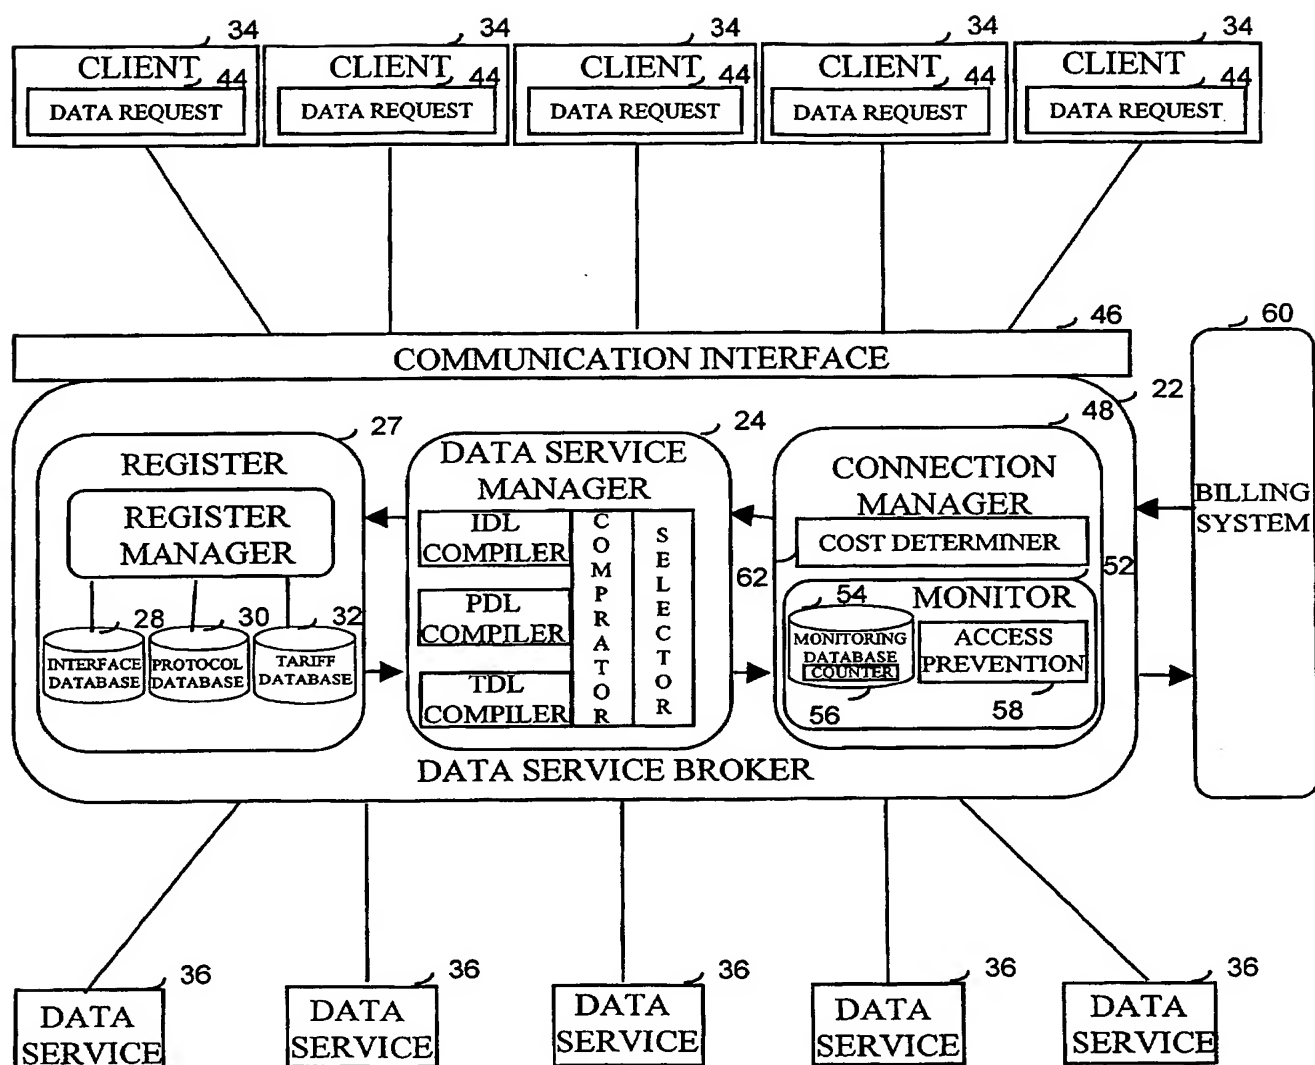 34 34 34 34 34
CLIENT CLIENT CLIENT CLIENT CLIENT
44 44 44 44 44
DATA REQUEST DATA REQUEST DATA REQUEST DATA REQUEST DATA REQUEST
46
COMMUNICATION INTERFACE
60
22
27
REGISTER
REGISTER
MANAGER
28 30 32
INTERFACE
DATABASE
PROTOCOL
DATABASE
TARIFF
DATABASE
24
DATA SERVICE
MANAGER
IDL
COMPILER
PDL
COMPILER
TDL
COMPILER
COMPRATOR
SELECTOR
48
CONNECTION
MANAGER
COST DETERMINER
62
52
MONITOR
54
MONITORING
DATABASE
COUNTER
56
ACCESS
PREVENTION
58
BILLING
SYSTEM
DATA SERVICE BROKER
36 36 36 36 36
DATA
SERVICE
DATA
SERVICE
DATA
SERVICE
DATA
SERVICE
DATA
SERVICE